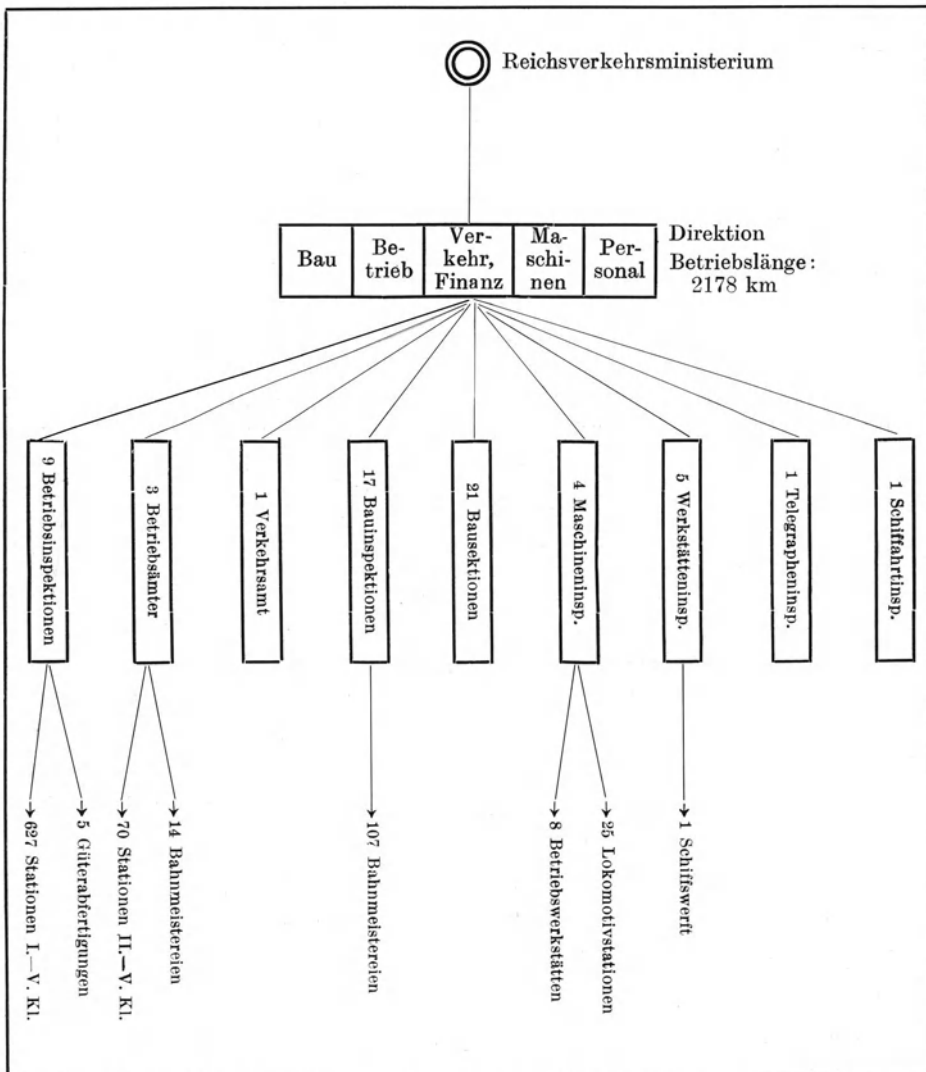 Reichsverkehrsministerium
Bau
Be-
trieb
Ver-
kehr,
Finanz
Ma-
schi-
nen
Per-
sonal
Direktion
Betriebslänge:
2178 km
9 Betriebsinspektionen
3 Betriebsämter
1 Verkehrsamt
17 Bauinspektionen
21 Bausektionen
4 Maschineninsp.
5 Werkstätteninsp.
1 Telegrapheninsp.
1 Schiffahrtinsp.
627 Stationen I.—V. Kl.
5 Güterabfertigungen
70 Stationen II.—V. Kl.
14 Bahnmeistereien
107 Bahnmeistereien
8 Betriebswerkstätten
25 Lokomotivstationen
1 Schiffswerft